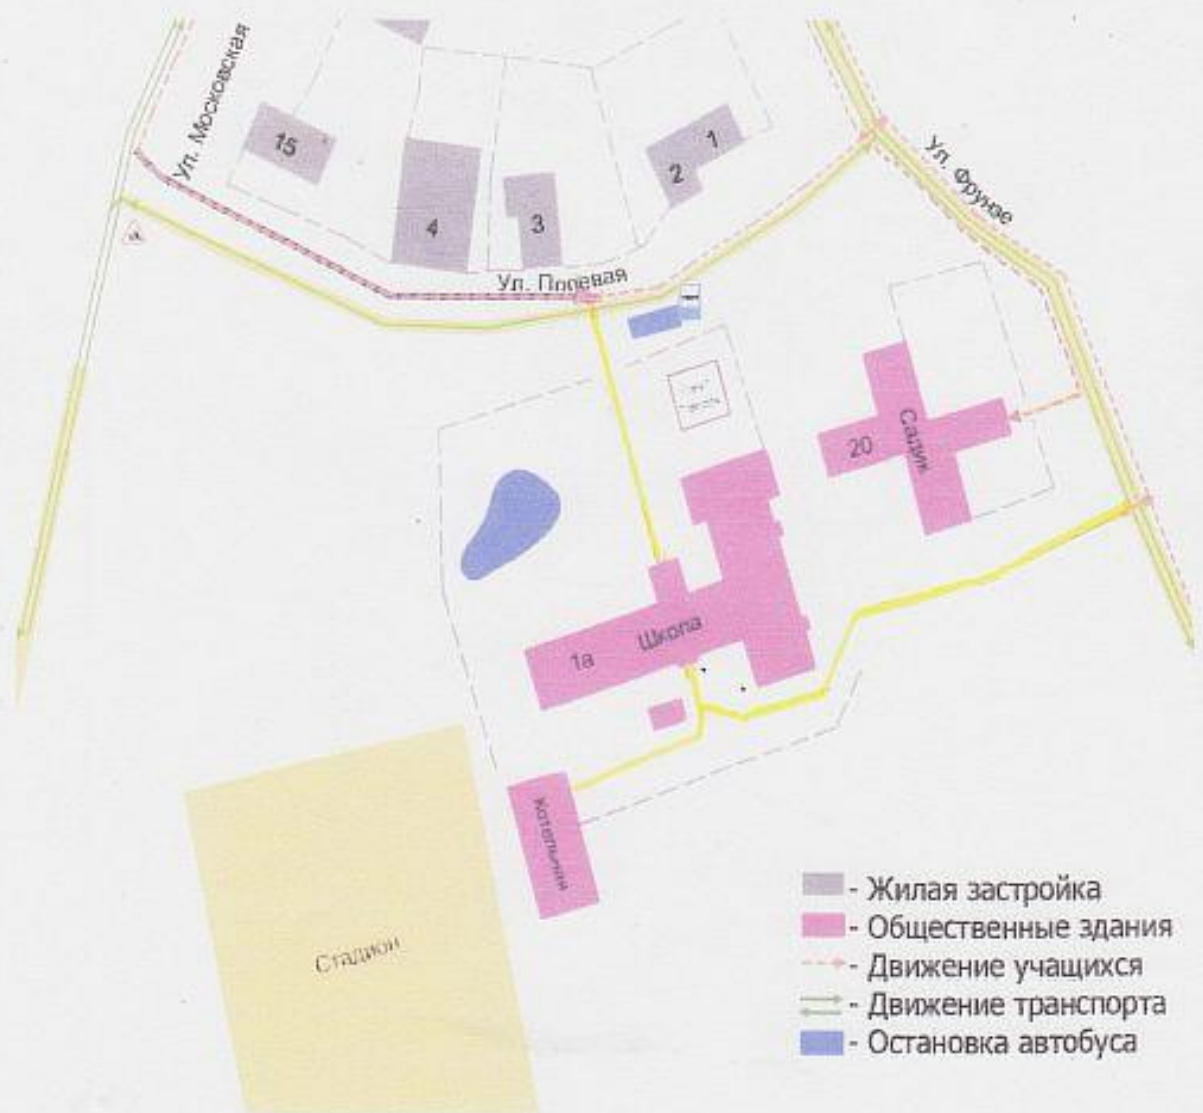 Ул. Московская
15
4
3
2
1
Ул. Фрунзе
Ул. Полевая
20
Садик
1а
Школа
Котельная
Стадион
- Жилая застройка
- Общественные здания
- Движение учащихся
- Движение транспорта
- Остановка автобуса